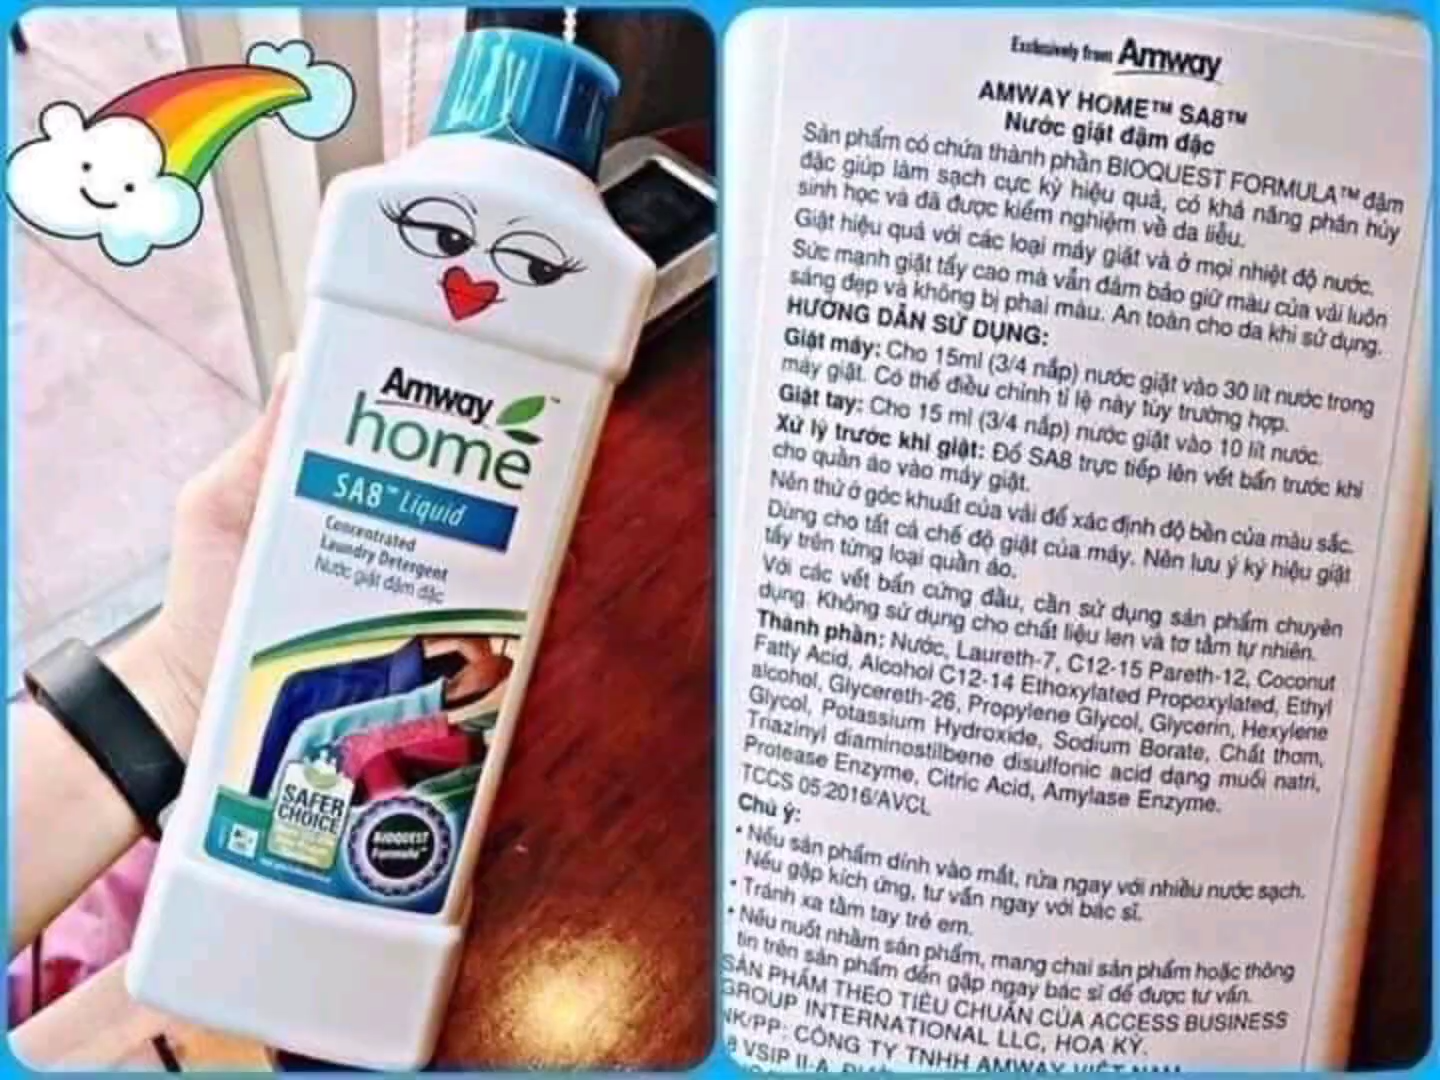 Amway
home
SA8™ Liquid
Concentrated
Laundry Detergent
Nước giặt đậm đặc
SAFER
CHOICE
BIOQUEST
Formula™
Exclusively from Amway
AMWAY HOME™ SA8™
Nước giặt đậm đặc
Sản phẩm có chứa thành phần BIOQUEST FORMULA™ đậm
đặc giúp làm sạch cực kỳ hiệu quả, có khả năng phân hủy
sinh học và đã được kiểm nghiệm về da liễu.
Giặt hiệu quả với các loại máy giặt và ở mọi nhiệt độ nước.
Sức mạnh giặt tẩy cao mà vẫn đảm bảo giữ màu của vải luôn
sáng đẹp và không bị phai màu. An toàn cho da khi sử dụng.
HƯỚNG DẪN SỬ DỤNG:
Giặt máy: Cho 15ml (3/4 nắp) nước giặt vào 30 lít nước trong
máy giặt. Có thể điều chỉnh tỉ lệ này tùy trường hợp.
Giặt tay: Cho 15 ml (3/4 nắp) nước giặt vào 10 lít nước.
Xử lý trước khi giặt: Đổ SA8 trực tiếp lên vết bẩn trước khi
cho quần áo vào máy giặt.
Nên thử ở góc khuất của vải để xác định độ bền của màu sắc.
Dùng cho tất cả chế độ giặt của máy. Nên lưu ý ký hiệu giặt
tẩy trên từng loại quần áo.
Với các vết bẩn cứng đầu, cần sử dụng sản phẩm chuyên
dụng. Không sử dụng cho chất liệu len và tơ tằm tự nhiên.
Thành phần: Nước, Laureth-7, C12-15 Pareth-12, Coconut
Fatty Acid, Alcohol C12-14 Ethoxylated Propoxylated, Ethyl
alcohol, Glycereth-26, Propylene Glycol, Glycerin, Hexylene
Glycol, Potassium Hydroxide, Sodium Borate, Chất thơm,
Triazinyl diaminostilbene disulfonic acid dạng muối natri,
Protease Enzyme, Citric Acid, Amylase Enzyme.
TCCS 05:2016/AVCL
Chú ý:
• Nếu sản phẩm dính vào mắt, rửa ngay với nhiều nước sạch.
Nếu gặp kích ứng, tư vấn ngay với bác sĩ.
• Tránh xa tầm tay trẻ em.
• Nếu nuốt nhầm sản phẩm, mang chai sản phẩm hoặc thông
tin trên sản phẩm đến gặp ngay bác sĩ để được tư vấn.
SẢN PHẨM THEO TIÊU CHUẨN CỦA ACCESS BUSINESS
GROUP INTERNATIONAL LLC, HOA KỲ.
NK/PP: CÔNG TY TNHH AMWAY VIỆT NAM
VSIP II-A,